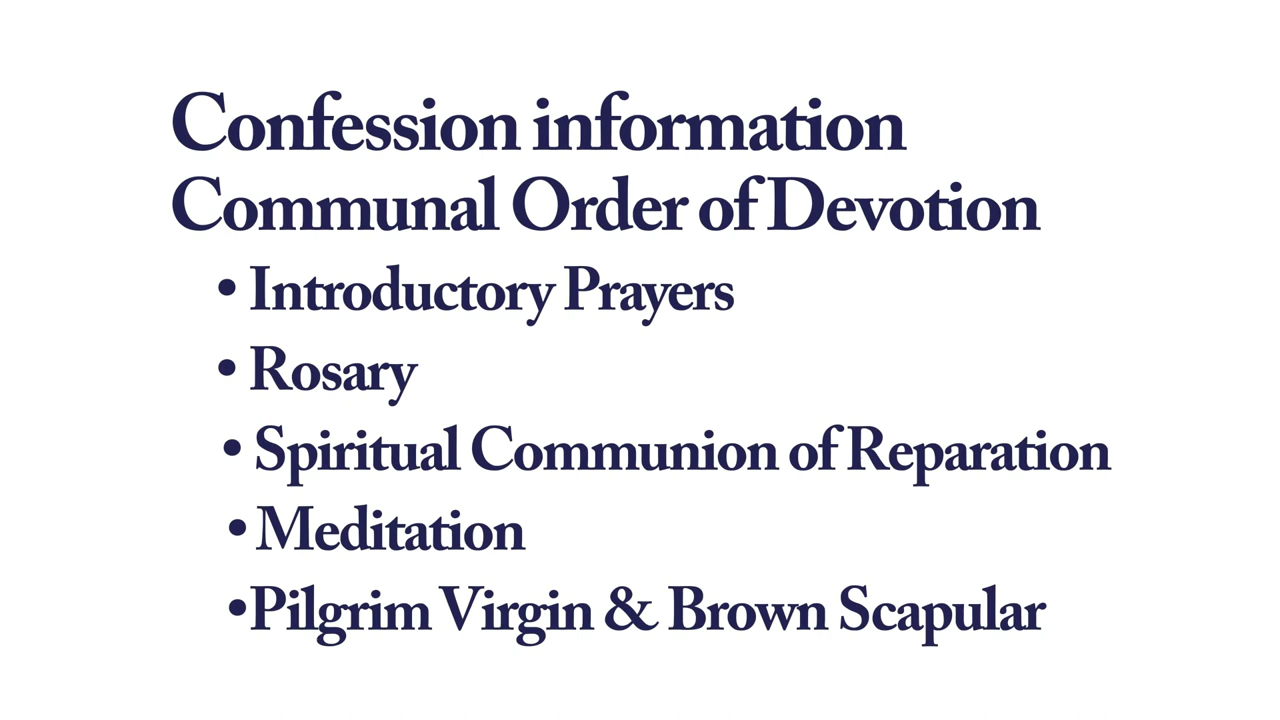 Confession information
Communal Order of Devotion
• Introductory Prayers
• Rosary
• Spiritual Communion of Reparation
• Meditation
•Pilgrim Virgin & Brown Scapular